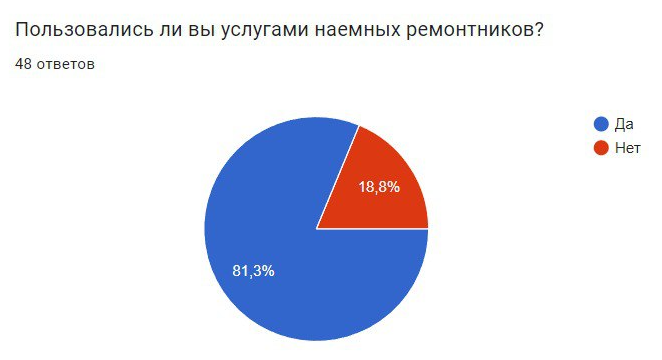 Пользовались ли вы услугами наемных ремонтников?
48 ответов
Да
Нет
18,8%
81,3%